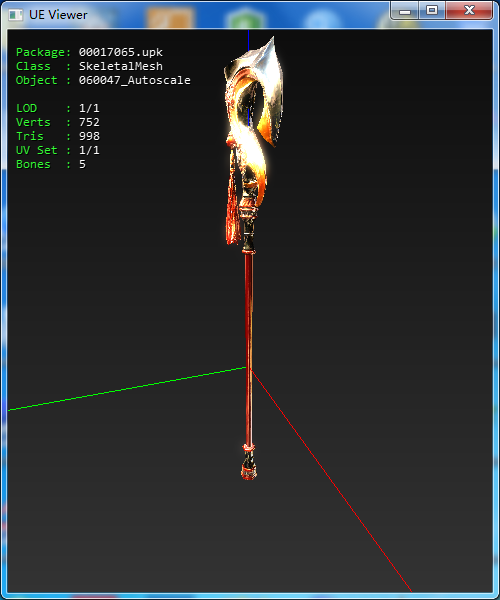 UE Viewer
Package: 00017065.upk
Class  : SkeletalMesh
Object : 060047_Autoscale
LOD    : 1/1
Verts  : 752
Tris   : 998
UV Set : 1/1
Bones  : 5